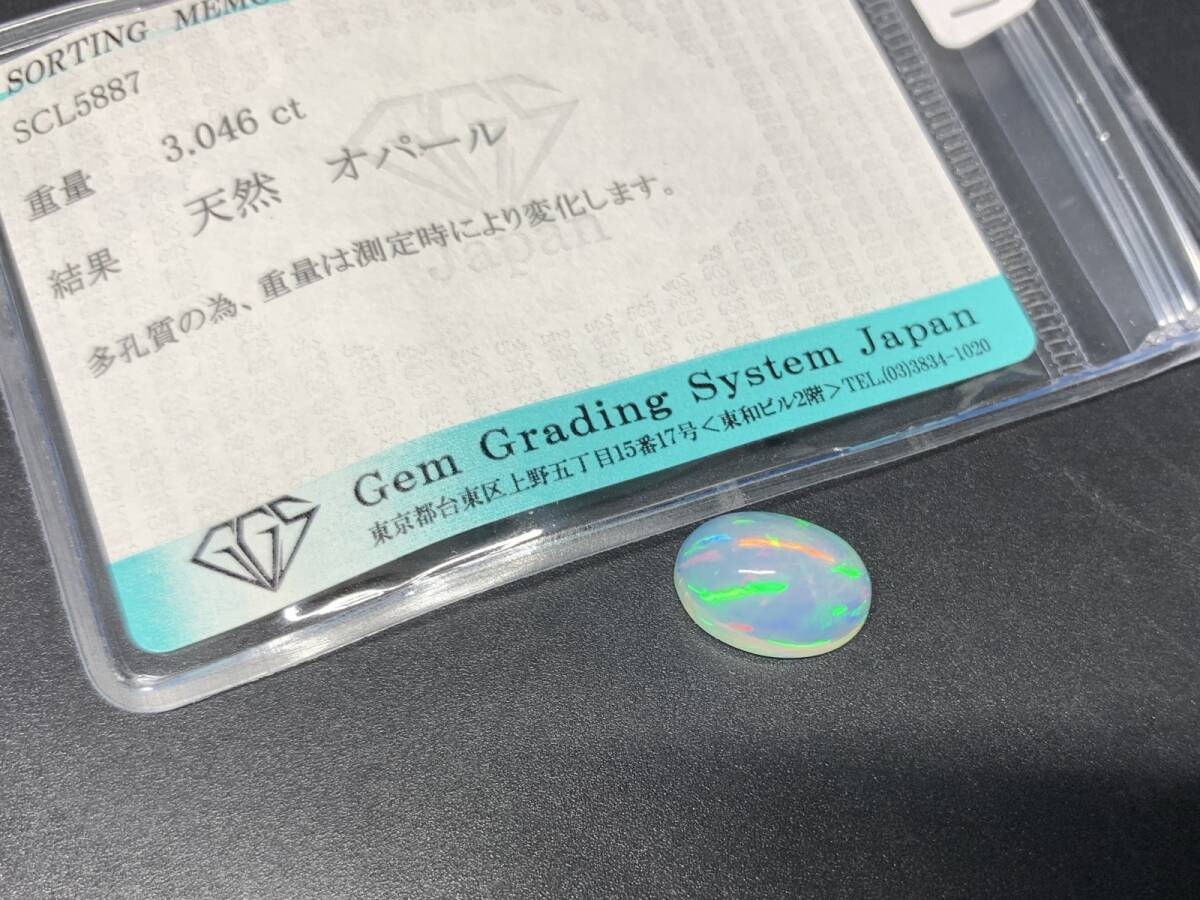 SORTING MEMO
SCL5887
重量 3.046 ct
結果 天然 オパール
多孔質の為、重量は測定時により変化します。
GGS
Japan
GGS
Gem Grading System Japan
東京都台東区上野五丁目15番17号<東和ビル2階>TEL.(03)3834-1020